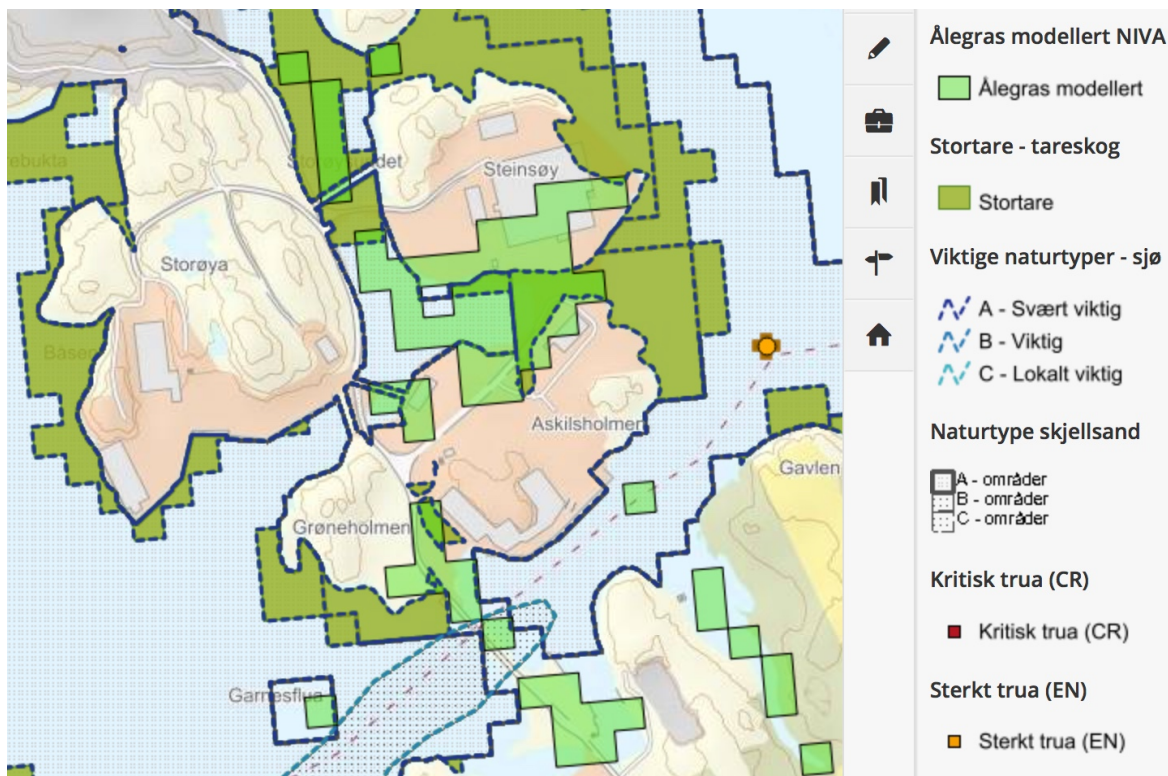 Ålegras modellert NIVA
Ålegras modellert
Stortare - tareskog
Stortare
Viktige naturtyper - sjø
A - Svært viktig
B - Viktig
C - Lokalt viktig
Naturtype skjellsand
A - områder
B - områder
C - områder
Kritisk trua (CR)
Kritisk trua (CR)
Sterkt trua (EN)
Sterkt trua (EN)
ebukta
Steinsøy
Storøya
Båsen
Askilsholmen
Gavlen
Grøneholmen
Garnesflua